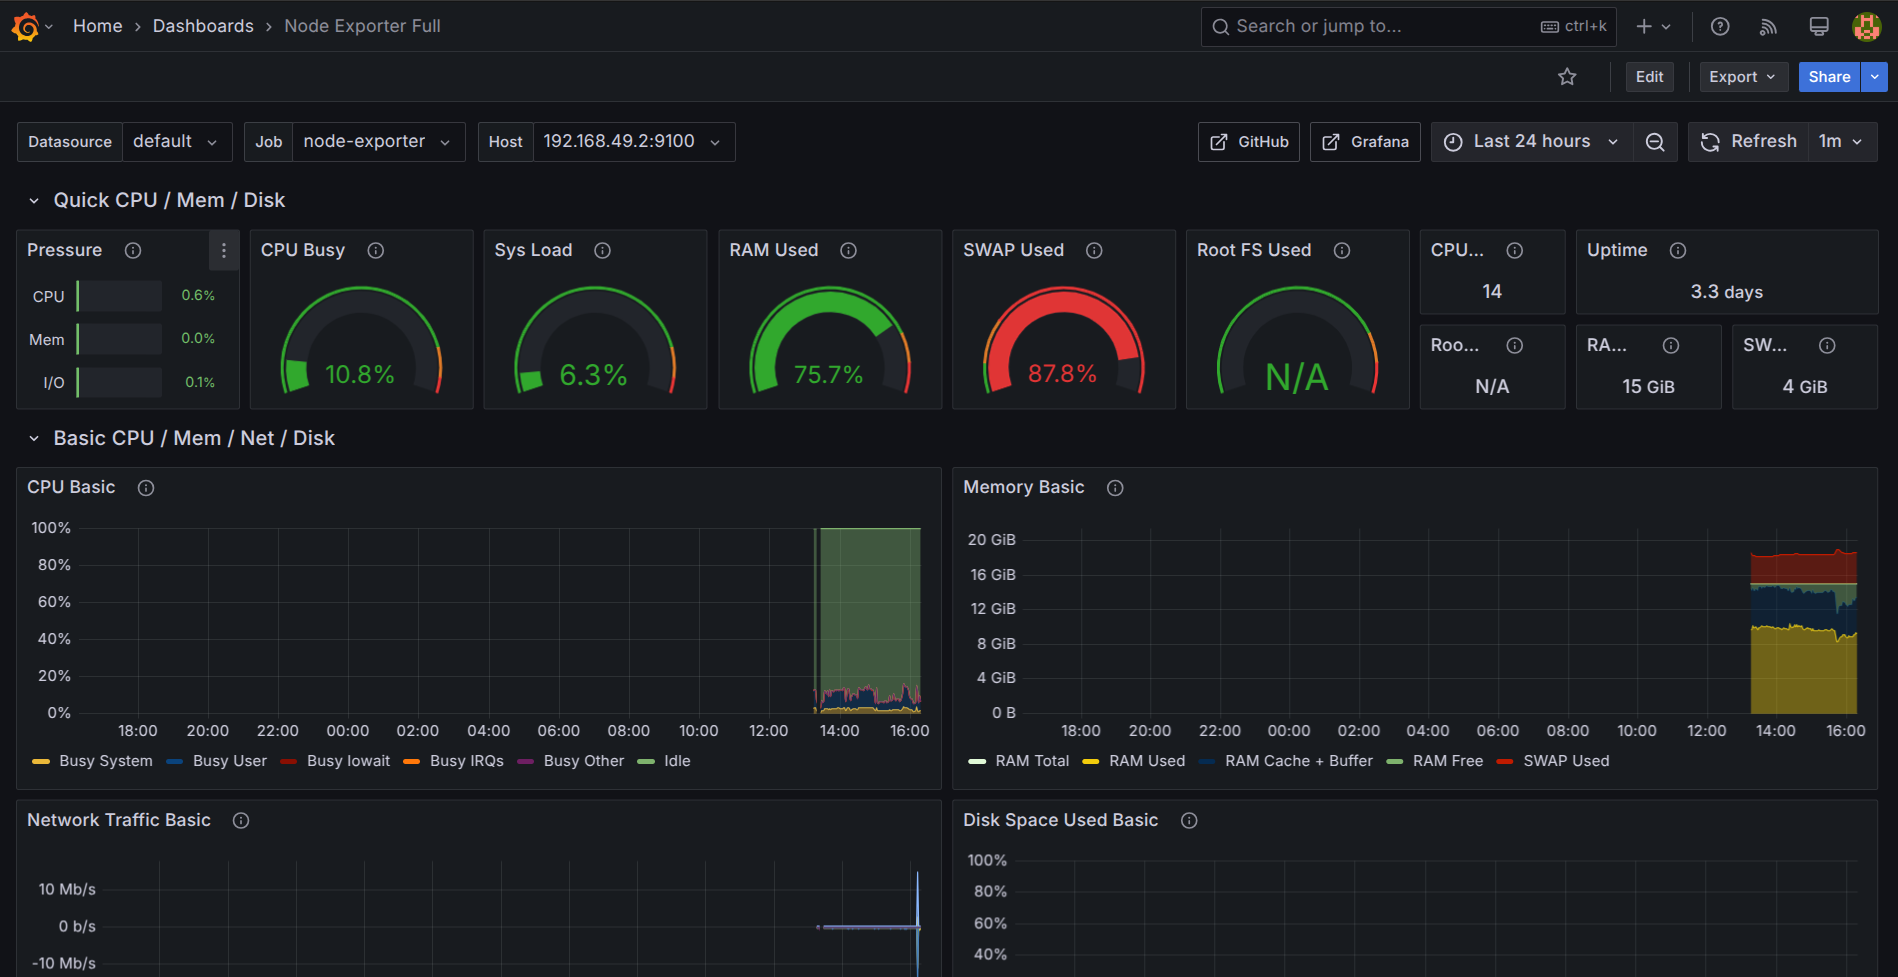 Home › Dashboards › Node Exporter Full
Search or jump to... ctrl+k
Edit Export Share
Datasource default Job node-exporter Host 192.168.49.2:9100 GitHub Grafana Last 24 hours Refresh 1m
Quick CPU / Mem / Disk
Pressure
CPU 0.6%
Mem 0.0%
I/O 0.1%
CPU Busy
10.8%
Sys Load
6.3%
RAM Used
75.7%
SWAP Used
87.8%
Root FS Used
N/A
CPU...
14
Uptime
3.3 days
Roo...
N/A
RA...
15 GiB
SW...
4 GiB
Basic CPU / Mem / Net / Disk
CPU Basic
100%
80%
60%
40%
20%
0%
18:00 20:00 22:00 00:00 02:00 04:00 06:00 08:00 10:00 12:00 14:00 16:00
Busy System Busy User Busy Iowait Busy IRQs Busy Other Idle
Memory Basic
20 GiB
16 GiB
12 GiB
8 GiB
4 GiB
0 B
18:00 20:00 22:00 00:00 02:00 04:00 06:00 08:00 10:00 12:00 14:00 16:00
RAM Total RAM Used RAM Cache + Buffer RAM Free SWAP Used
Network Traffic Basic
10 Mb/s
0 b/s
-10 Mb/s
Disk Space Used Basic
100%
80%
60%
40%